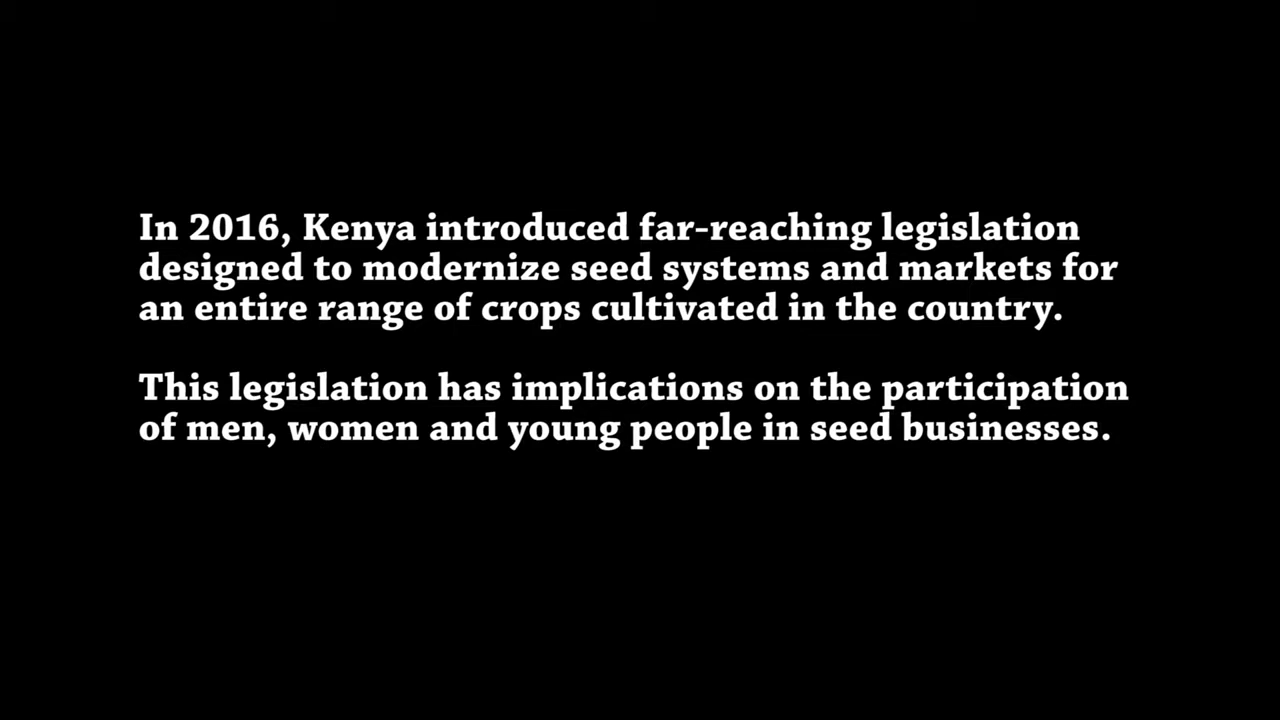 In 2016, Kenya introduced far-reaching legislation
designed to modernize seed systems and markets for
an entire range of crops cultivated in the country.
This legislation has implications on the participation
of men, women and young people in seed businesses.